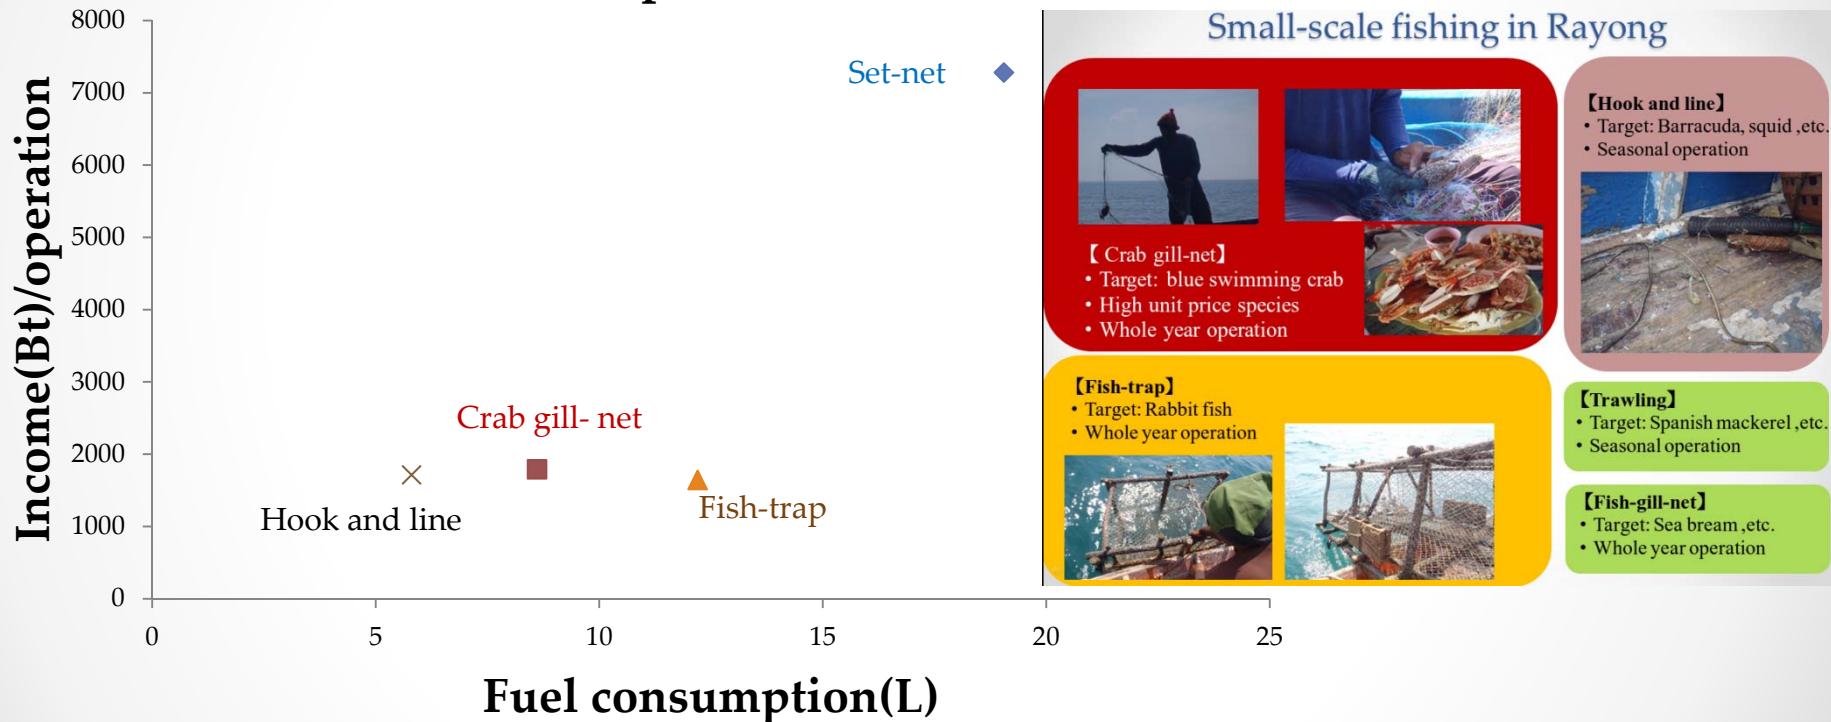 8000
7000
6000
5000
4000
3000
2000
1000
0
0 5 10 15 20 25
Income(Bt)/operation
Fuel consumption(L)
Set-net
Crab gill- net
Hook and line
Fish-trap
Small-scale fishing in Rayong
【 Crab gill-net】
• Target: blue swimming crab
• High unit price species
• Whole year operation
【Hook and line】
• Target: Barracuda, squid ,etc.
• Seasonal operation
【Fish-trap】
• Target: Rabbit fish
• Whole year operation
【Trawling】
• Target: Spanish mackerel ,etc.
• Seasonal operation
【Fish-gill-net】
• Target: Sea bream ,etc.
• Whole year operation